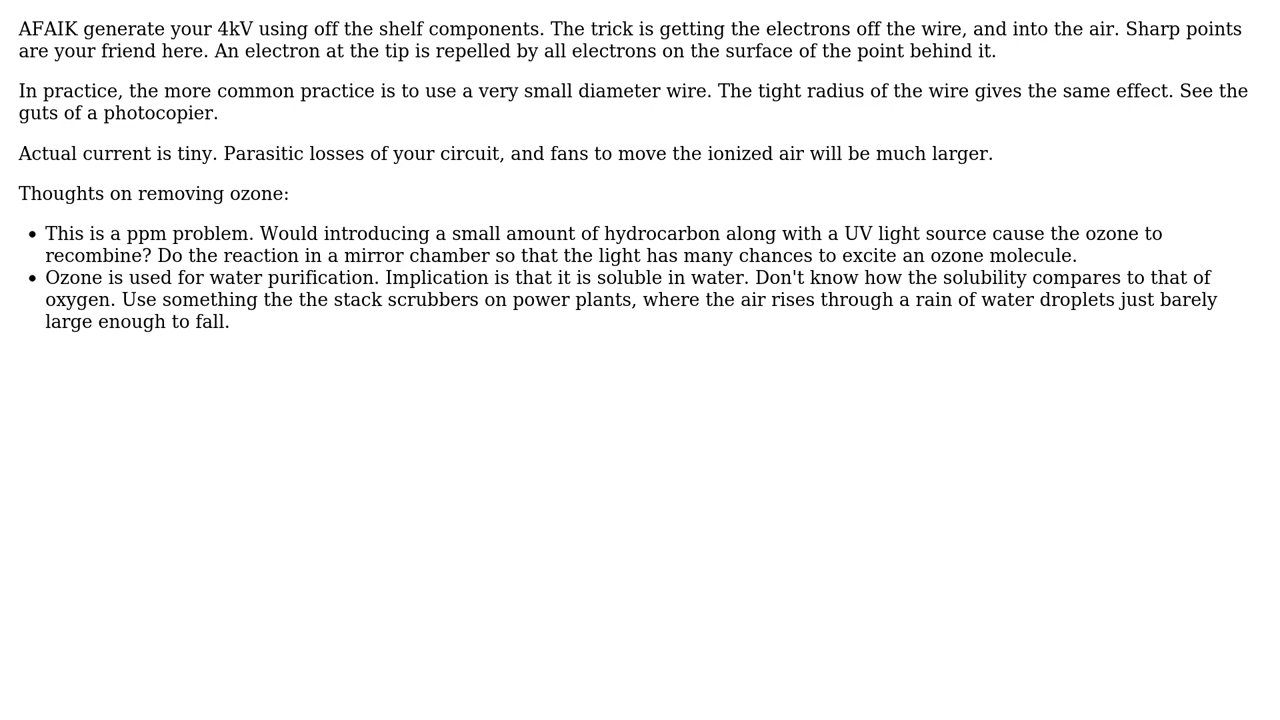 AFAIK generate your 4kV using off the shelf components. The trick is getting the electrons off the wire, and into the air. Sharp points
are your friend here. An electron at the tip is repelled by all electrons on the surface of the point behind it.
In practice, the more common practice is to use a very small diameter wire. The tight radius of the wire gives the same effect. See the
guts of a photocopier.
Actual current is tiny. Parasitic losses of your circuit, and fans to move the ionized air will be much larger.
Thoughts on removing ozone:
• This is a ppm problem. Would introducing a small amount of hydrocarbon along with a UV light source cause the ozone to
recombine? Do the reaction in a mirror chamber so that the light has many chances to excite an ozone molecule.
• Ozone is used for water purification. Implication is that it is soluble in water. Don't know how the solubility compares to that of
oxygen. Use something the the stack scrubbers on power plants, where the air rises through a rain of water droplets just barely
large enough to fall.